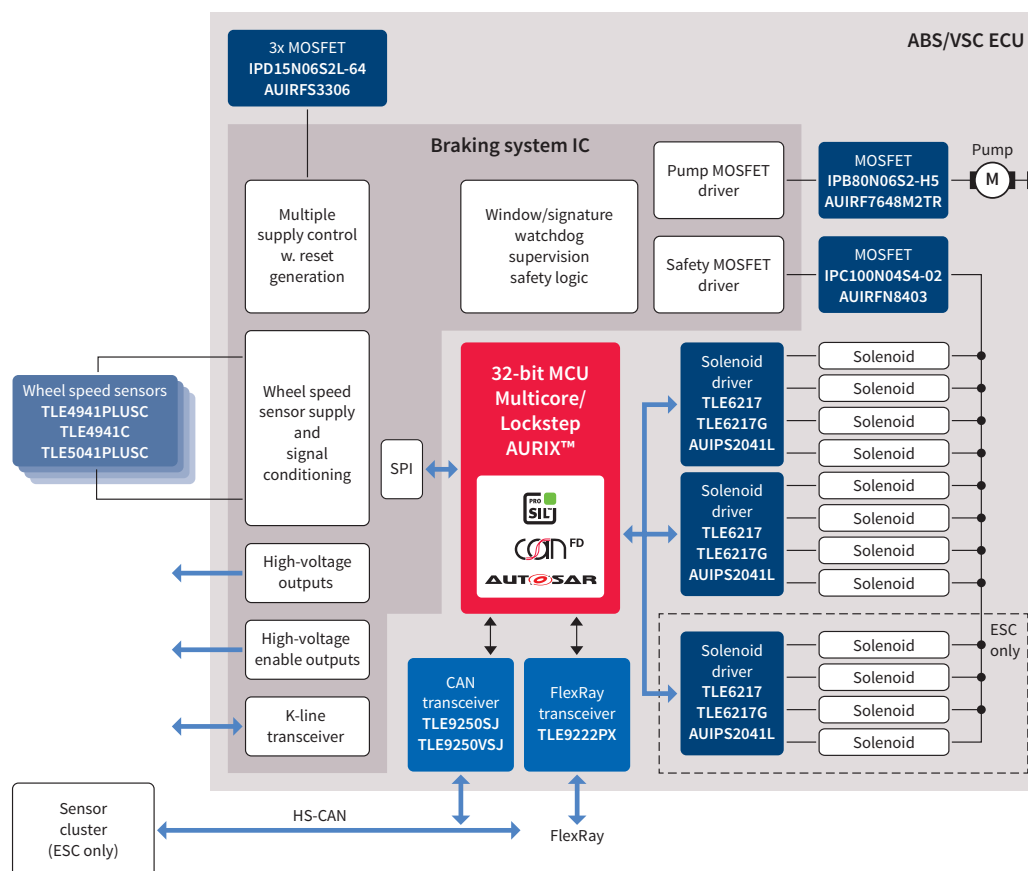 ABS/VSC ECU
3x MOSFET
IPD15N06S2L-64
AUIRFS3306
Braking system IC
Multiple
supply control
w. reset
generation
Window/signature
watchdog
supervision
safety logic
Pump MOSFET
driver
Safety MOSFET
driver
MOSFET
IPB80N06S2-H5
AUIRF7648M2TR
Pump
M
MOSFET
IPC100N04S4-02
AUIRFN8403
Wheel speed sensors
TLE4941PLUSC
TLE4941C
TLE5041PLUSC
Wheel speed
sensor supply
and
signal
conditioning
SPI
32-bit MCU
Multicore/
Lockstep
AURIX™
PRO
SIL
CAN FD
AUTOSAR
Solenoid
driver
TLE6217
TLE6217G
AUIPS2041L
Solenoid
Solenoid
Solenoid
Solenoid
Solenoid
driver
TLE6217
TLE6217G
AUIPS2041L
Solenoid
Solenoid
Solenoid
Solenoid
Solenoid
driver
TLE6217
TLE6217G
AUIPS2041L
Solenoid
Solenoid
Solenoid
Solenoid
ESC
only
High-voltage
outputs
High-voltage
enable outputs
K-line
transceiver
CAN
transceiver
TLE9250SJ
TLE9250VSJ
FlexRay
transceiver
TLE9222PX
Sensor
cluster
(ESC only)
HS-CAN
FlexRay